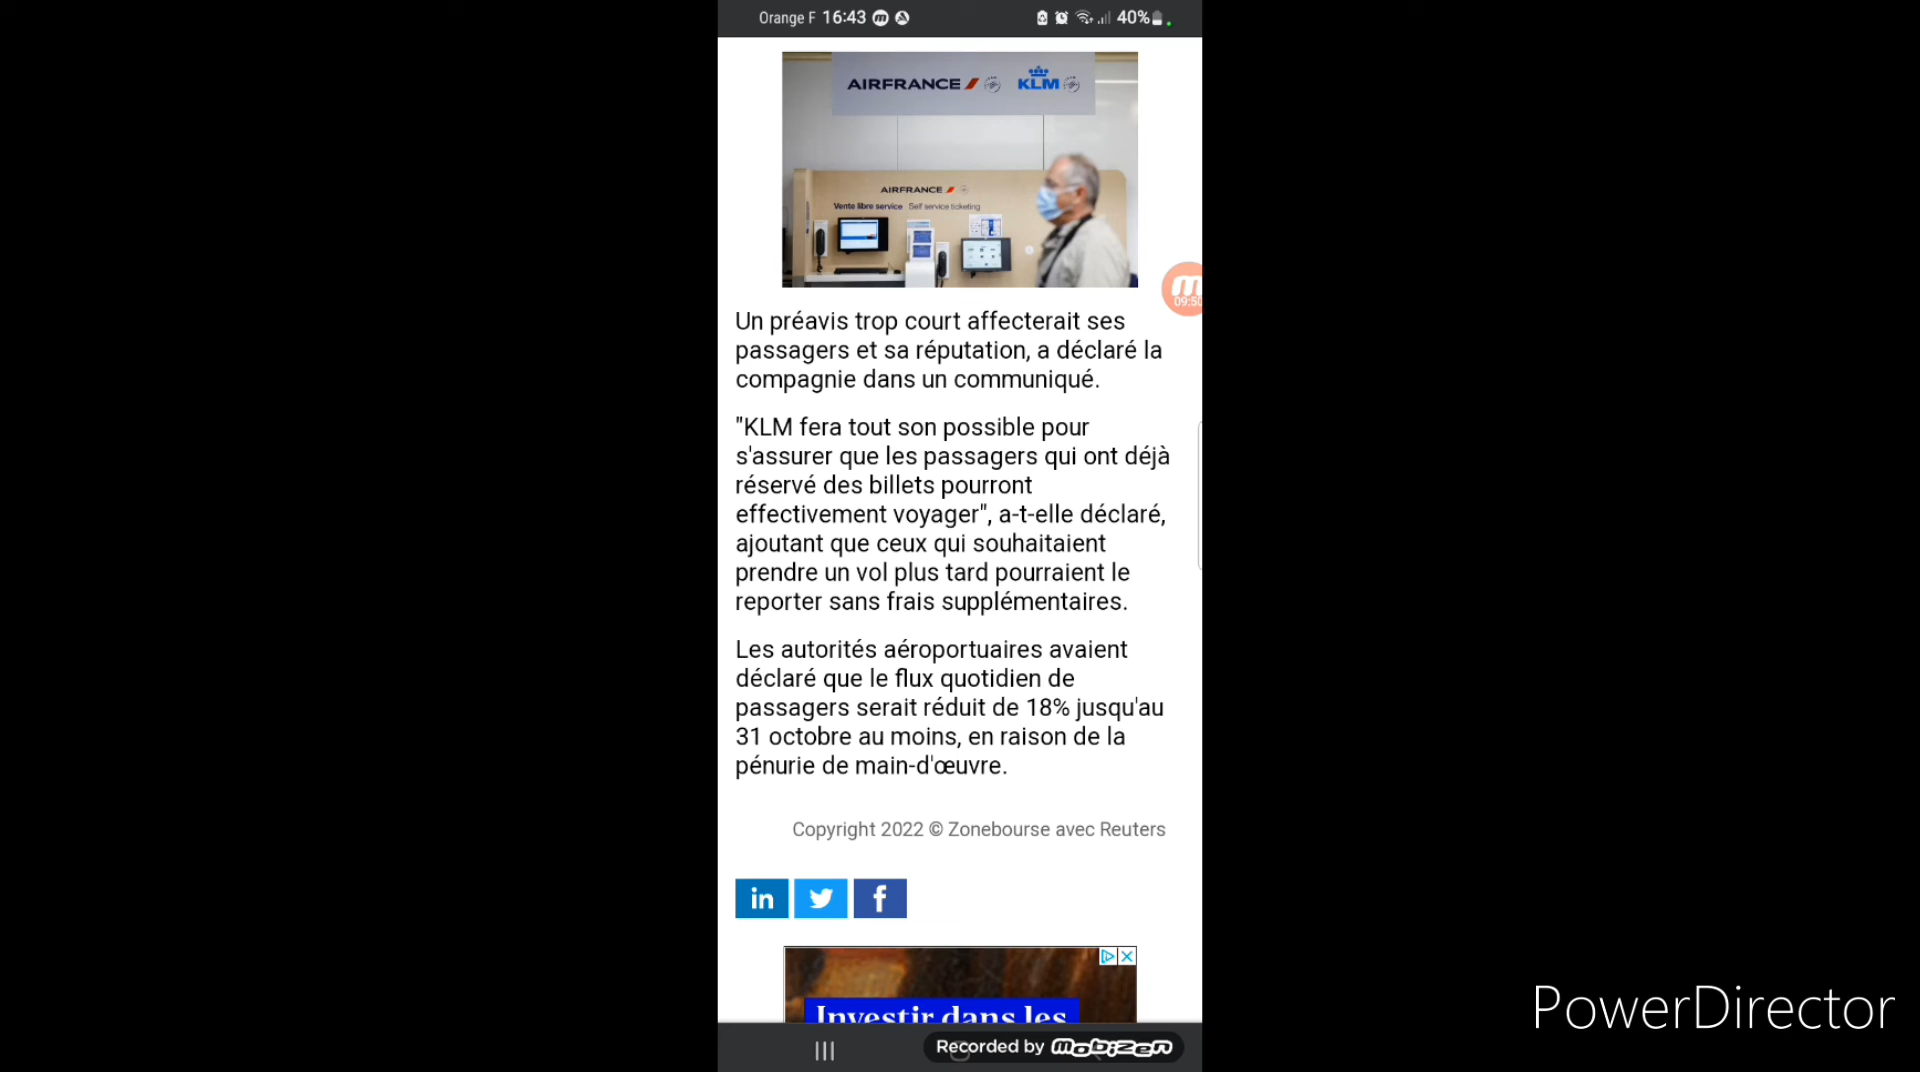 Orange F 16:43 40%
AIRFRANCE KLM
AIRFRANCE
Vente libre service Self service ticketing
09:50
Un préavis trop court affecterait ses
passagers et sa réputation, a déclaré la
compagnie dans un communiqué.
"KLM fera tout son possible pour
s'assurer que les passagers qui ont déjà
réservé des billets pourront
effectivement voyager", a-t-elle déclaré,
ajoutant que ceux qui souhaitaient
prendre un vol plus tard pourraient le
reporter sans frais supplémentaires.
Les autorités aéroportuaires avaient
déclaré que le flux quotidien de
passagers serait réduit de 18% jusqu'au
31 octobre au moins, en raison de la
pénurie de main-d'œuvre.
Copyright 2022 © Zonebourse avec Reuters
in f
Investir dans les
Recorded by mobizen
PowerDirector